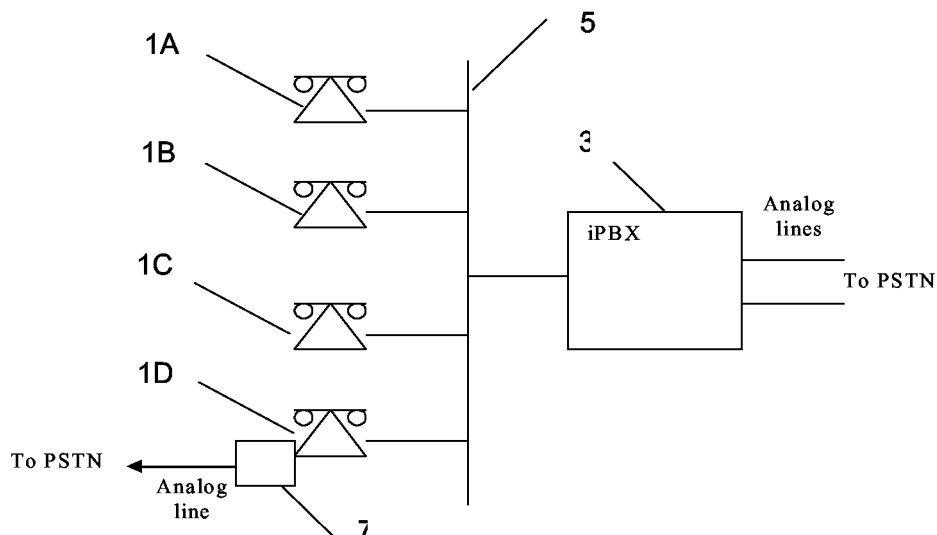 5
1A
3
1B
Analog
lines
iPBX
1C
To PSTN
1D
To PSTN
Analog
line
7